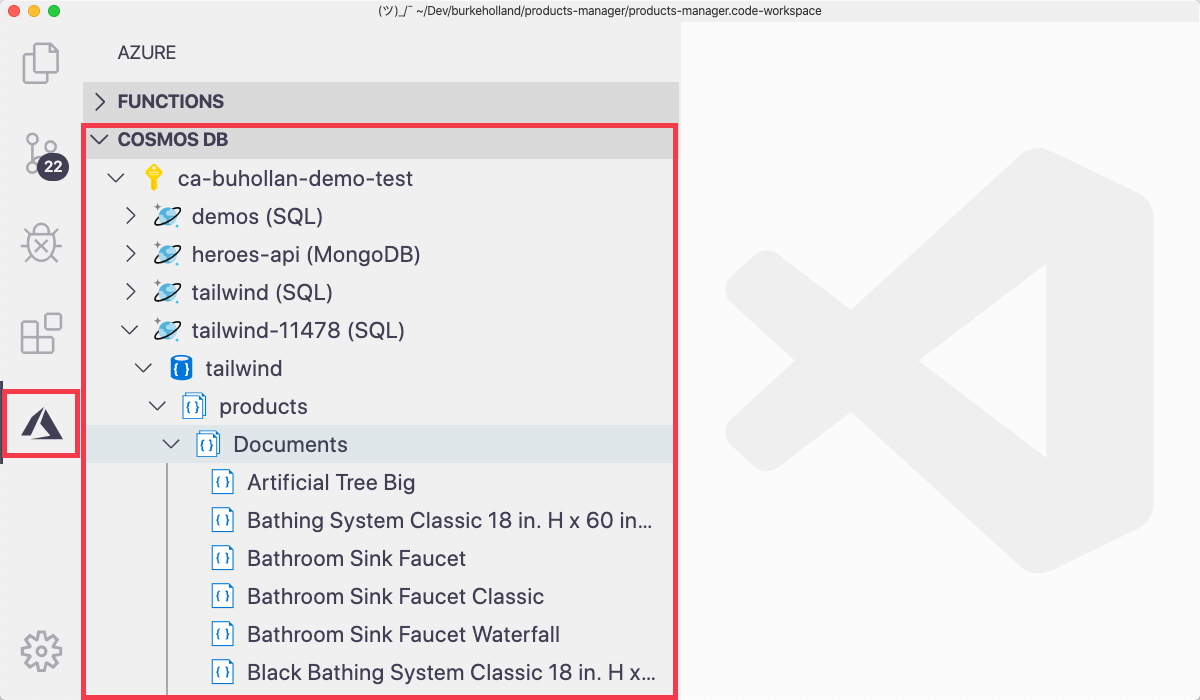 (ツ)_/¯ ~/Dev/burkeholland/products-manager/products-manager.code-workspace
AZURE
FUNCTIONS
COSMOS DB
22
ca-buhollan-demo-test
demos (SQL)
heroes-api (MongoDB)
tailwind (SQL)
tailwind-11478 (SQL)
tailwind
products
Documents
Artificial Tree Big
Bathing System Classic 18 in. H x 60 in...
Bathroom Sink Faucet
Bathroom Sink Faucet Classic
Bathroom Sink Faucet Waterfall
Black Bathing System Classic 18 in. H x...